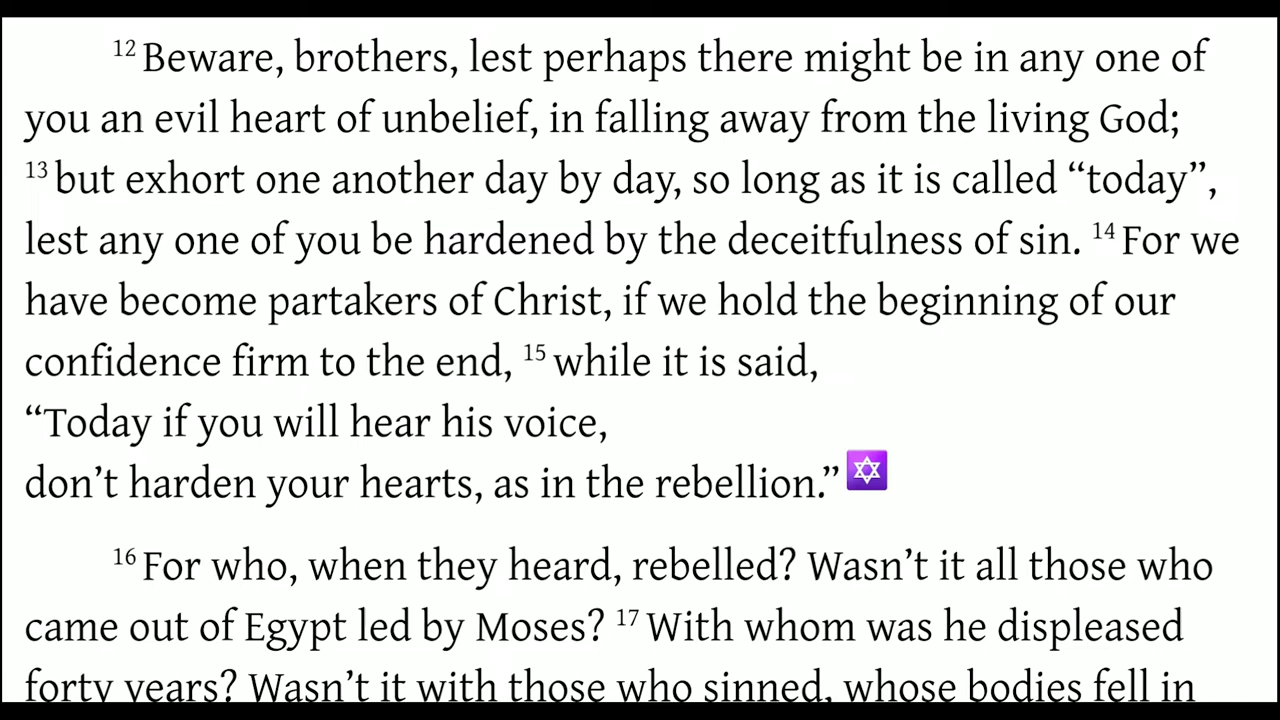 12 Beware, brothers, lest perhaps there might be in any one of
you an evil heart of unbelief, in falling away from the living God;
13 but exhort one another day by day, so long as it is called “today”,
lest any one of you be hardened by the deceitfulness of sin. 14 For we
have become partakers of Christ, if we hold the beginning of our
confidence firm to the end, 15 while it is said,
“Today if you will hear his voice,
don’t harden your hearts, as in the rebellion.” ✡
16 For who, when they heard, rebelled? Wasn’t it all those who
came out of Egypt led by Moses? 17 With whom was he displeased
forty years? Wasn’t it with those who sinned, whose bodies fell in